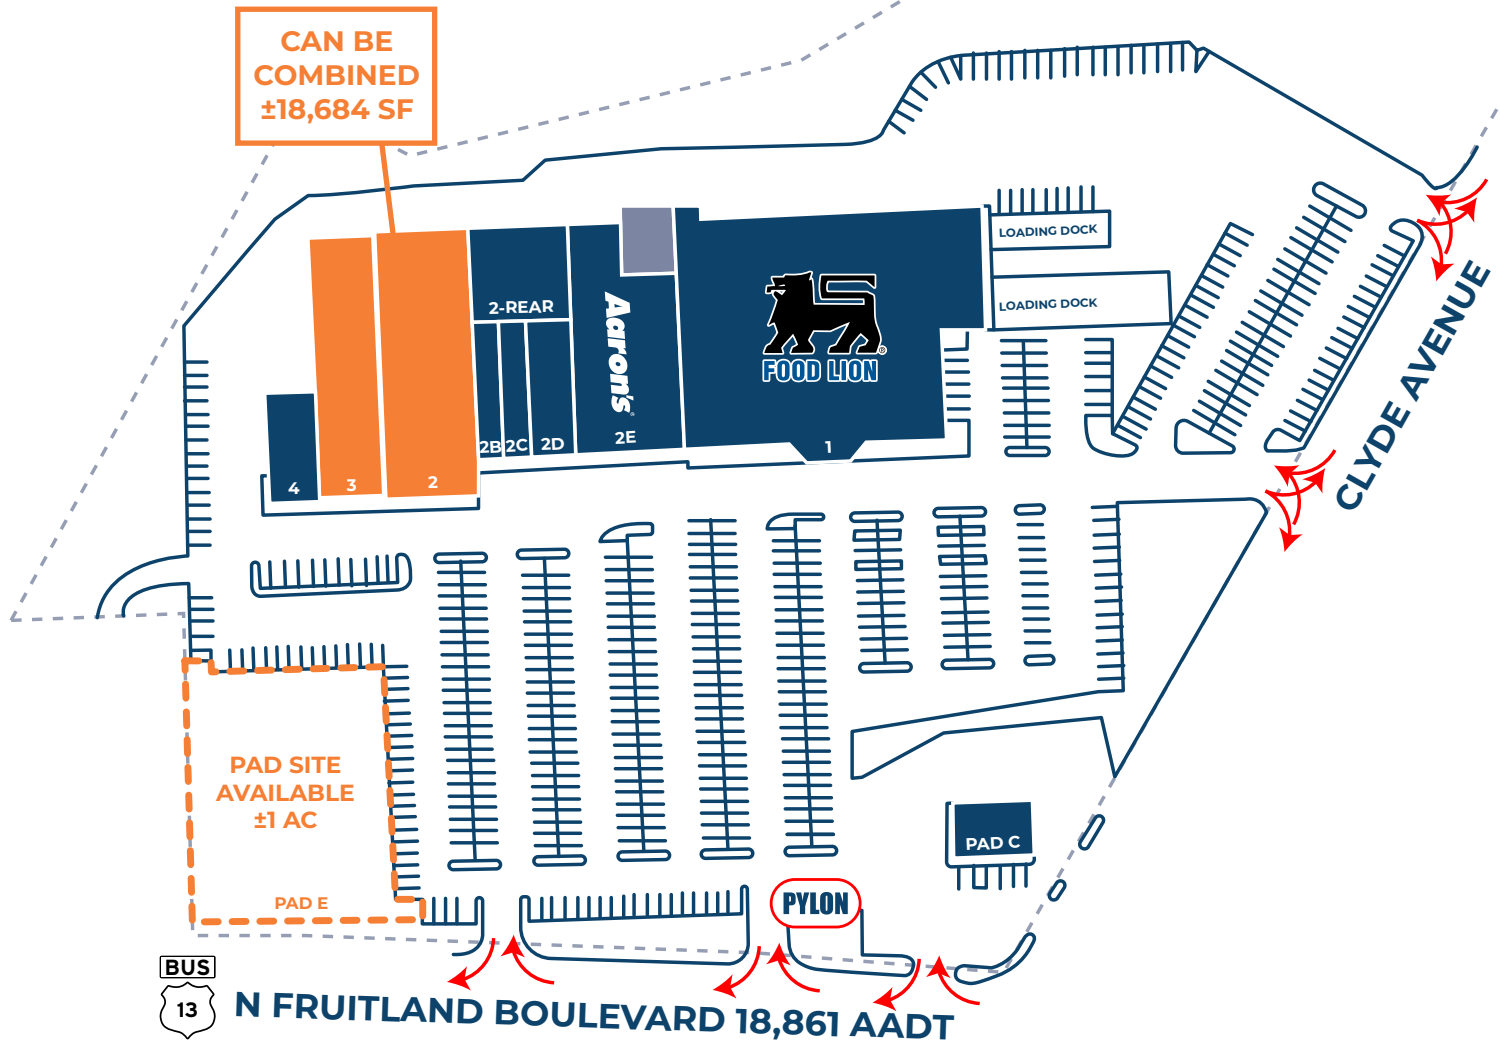 CAN BE
COMBINED
±18,684 SF
LOADING DOCK
LOADING DOCK
2-REAR
Aaron's
FOOD LION
®
2B
2C
2D
2E
1
4
3
2
CLYDE AVENUE
PAD SITE
AVAILABLE
±1 AC
PAD E
PAD C
PYLON
BUS
13
N FRUITLAND BOULEVARD 18,861 AADT